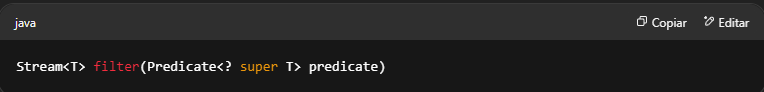 java
Copiar
Editar
Stream<T> filter(Predicate<? super T> predicate)